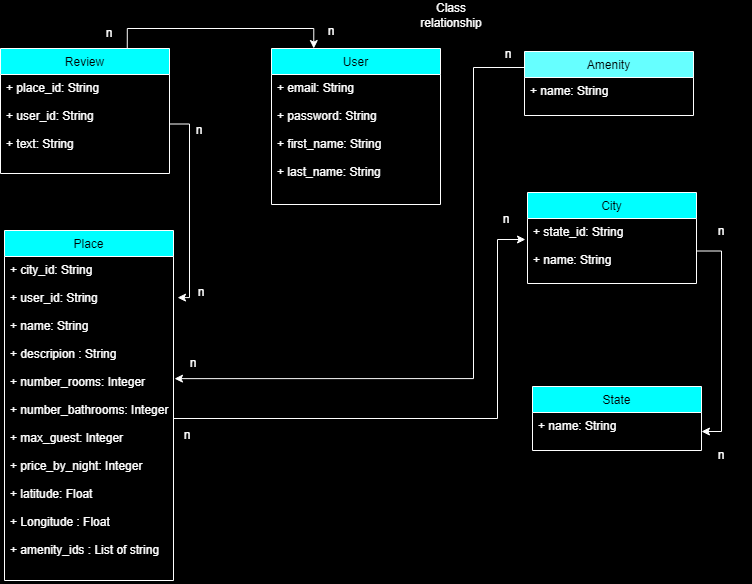 Class
relationship
n
n
Review
+ place_id: String
+ user_id: String
+ text: String
User
+ email: String
+ password: String
+ first_name: String
+ last_name: String
n
Amenity
+ name: String
n
n
Place
+ city_id: String
+ user_id: String
+ name: String
+ descripion : String
+ number_rooms: Integer
+ number_bathrooms: Integer
+ max_guest: Integer
+ price_by_night: Integer
+ latitude: Float
+ Longitude : Float
+ amenity_ids : List of string
n
n
n
City
+ state_id: String
+ name: String
n
State
+ name: String
n